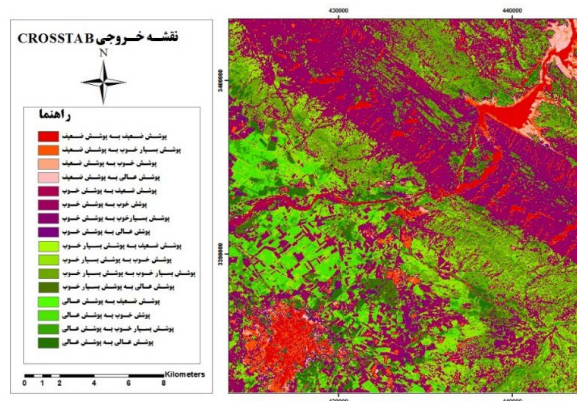 نقشه خروجی CROSSTAB
N
راهنما
پوشش ضعیف به پوشش ضعیف
پوشش بسیار خوب به پوشش ضعیف
پوشش خوب به پوشش ضعیف
پوشش عالی به پوشش ضعیف
پوشش ضعیف به پوشش خوب
پوشش خوب به پوشش خوب
پوشش بسیارخوب به پوشش خوب
پوشش عالی به پوشش خوب
پوشش ضعیف به پوشش بسیار خوب
پوشش خوب به پوشش بسیار خوب
پوشش بسیار خوب به پوشش بسیار خوب
پوشش عالی به پوشش بسیار خوب
پوشش ضعیف به پوشش عالی
پوشش خوب به پوشش عالی
پوشش بسیار خوب به پوشش عالی
پوشش عالی به پوشش عالی
Kilometers
0 1 2 4 6 8
430000 440000